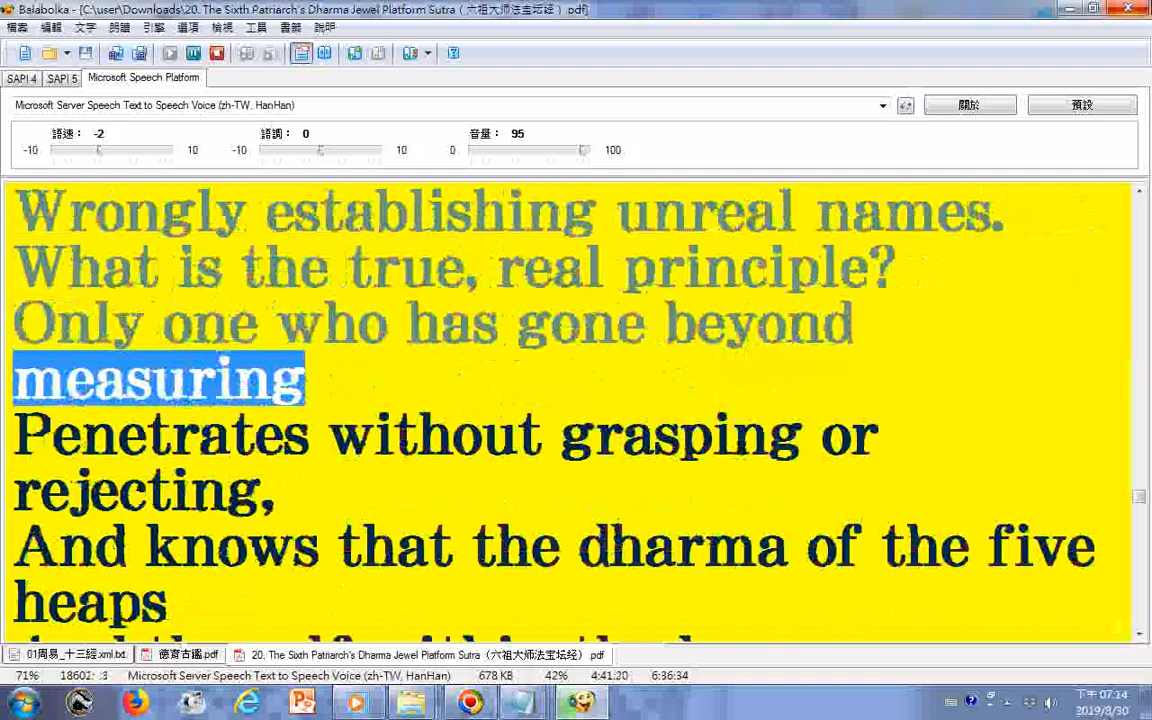 Balabolka - [C:\user\Downloads\20. The Sixth Patriarch's Dharma Jewel Platform Sutra（六祖大师法宝坛经）.pdf]
檔案 編輯 文字 朗讀 引擎 選項 檢視 工具 書籤 說明
SAPI 4 SAPI 5 Microsoft Speech Platform
Microsoft Server Speech Text to Speech Voice (zh-TW, HanHan) 關於 預設
語速： -2 語調： 0 音量： 95
-10 10 -10 10 0 100
Wrongly establishing unreal names.
What is the true, real principle?
Only one who has gone beyond
measuring
Penetrates without grasping or
rejecting,
And knows that the dharma of the five
heaps
01周易_十三經.xml.txt 德育古鑑.pdf 20. The Sixth Patriarch's Dharma Jewel Platform Sutra（六祖大师法宝坛经）.pdf
71% Microsoft Server Speech Text to Speech Voice (zh-TW, HanHan) 678 KB 42% 4:41:20 6:36:34
下午 07:14
2019/8/30